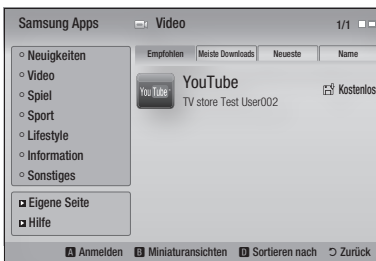 Samsung Apps
Video
1/1
Neuigkeiten
Video
Spiel
Sport
Lifestyle
Information
Sonstiges
Eigene Seite
Hilfe
Empfohlen Meiste Downloads Neueste Name
You Tube
YouTube
TV store Test User002
Kostenlos
A Anmelden B Miniaturansichten D Sortieren nach Zurück